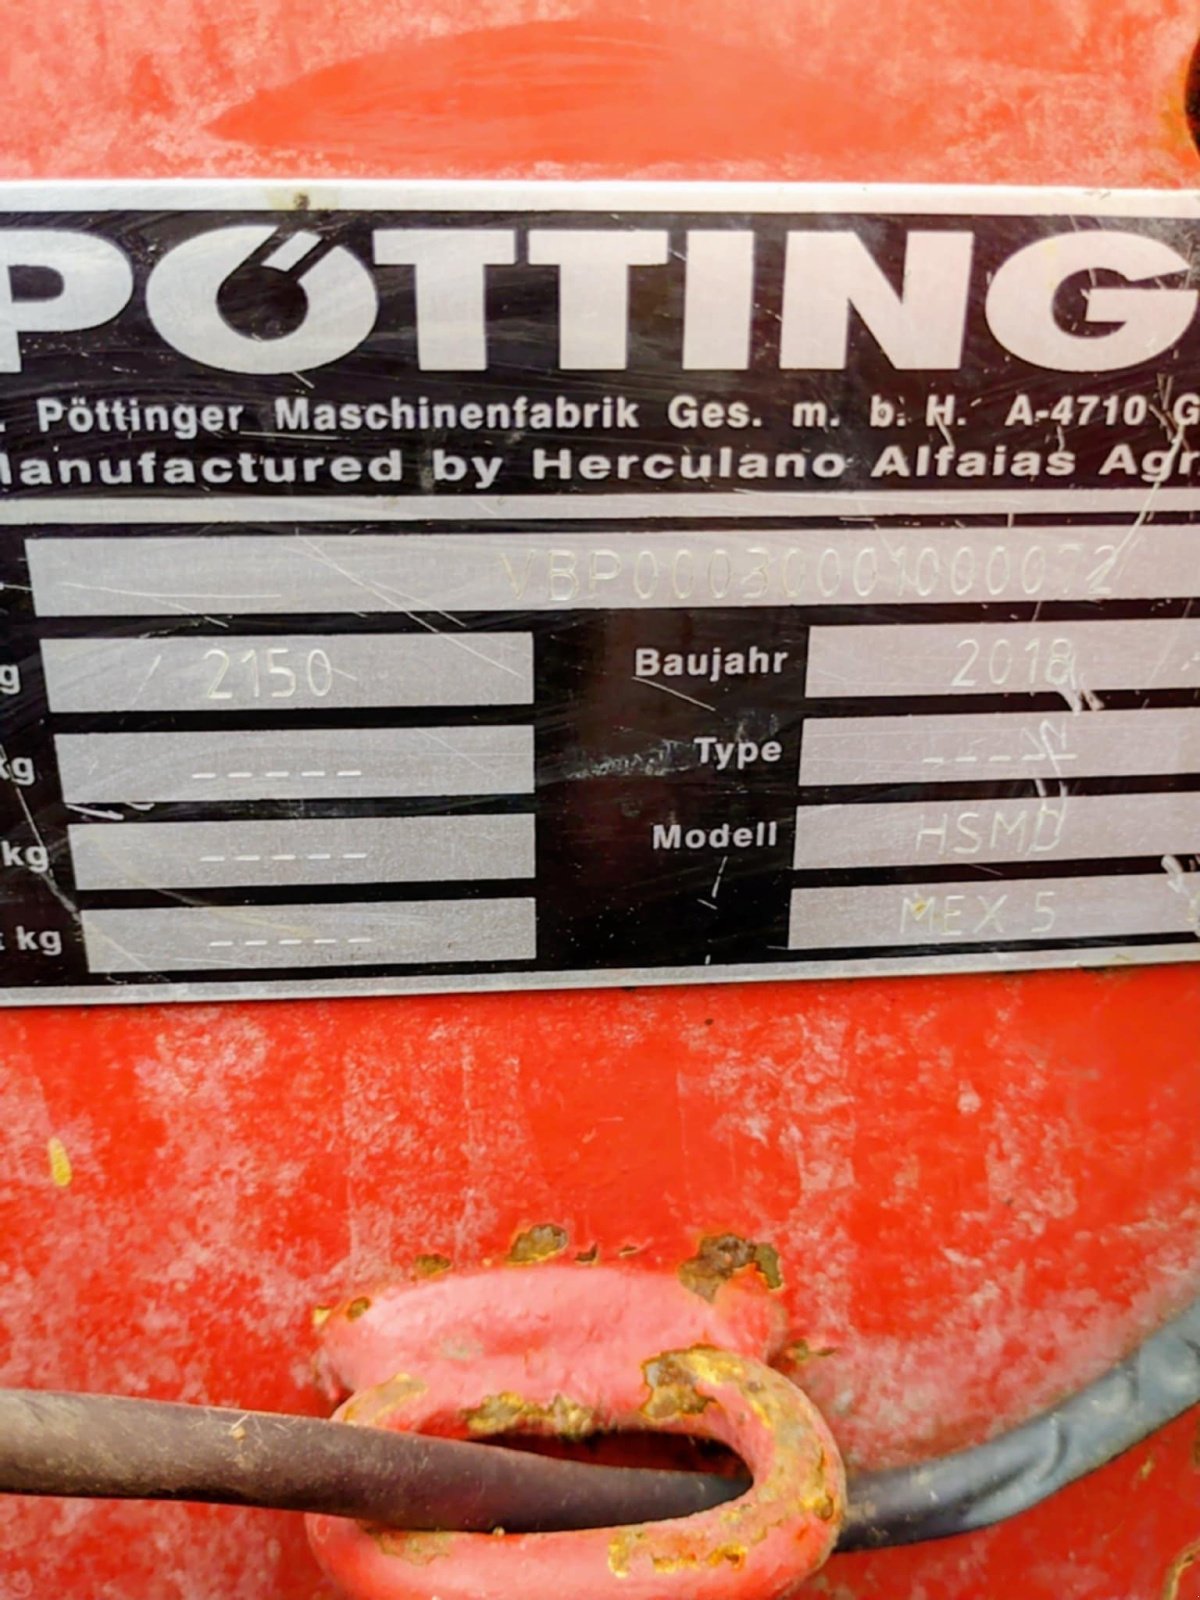 PÖTTING
. Pöttinger Maschinenfabrik Ges. m. b. H. A-4710 G
Manufactured by Herculano Alfaias Agr
VBP00030001000072
g 2150 Baujahr 2018
kg ----- Type -----
kg ----- Modell HSMD
kg ----- MEX 5